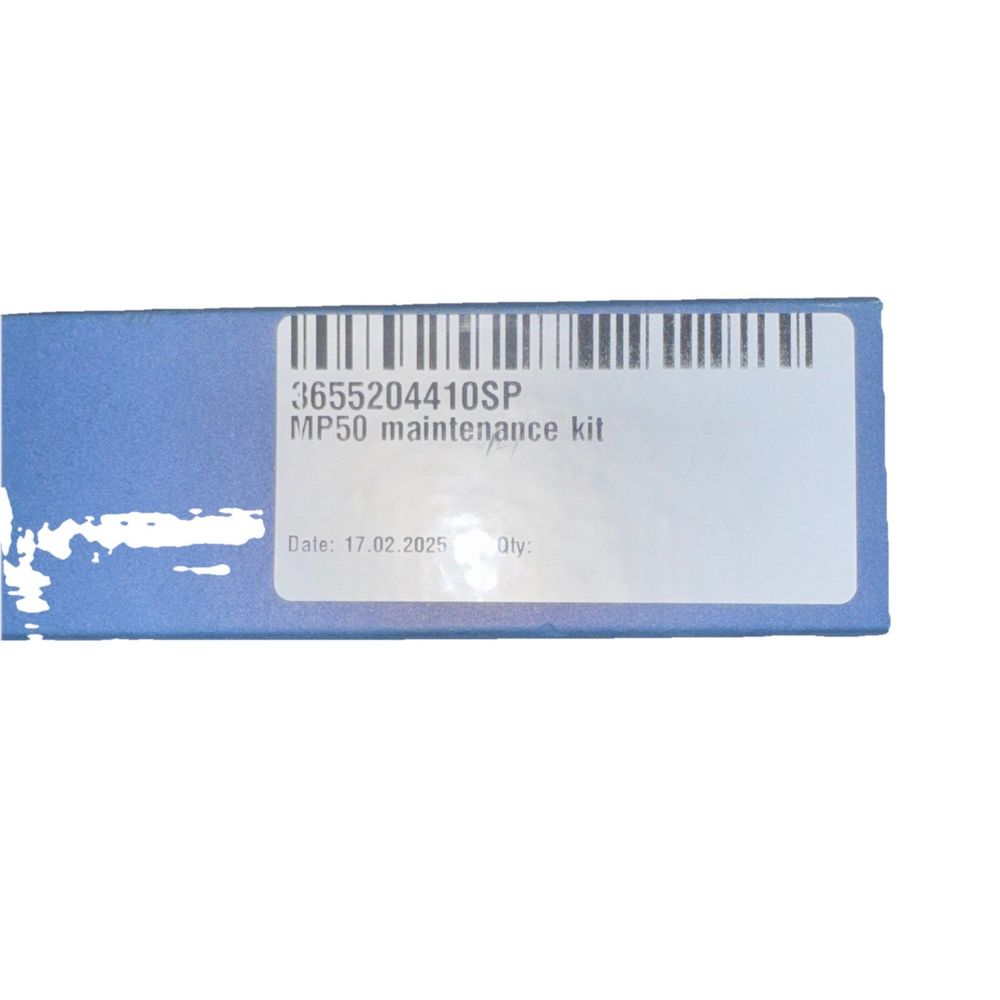 3655204410SP
MP50 maintenance kit
Date: 17.02.2025 Qty: